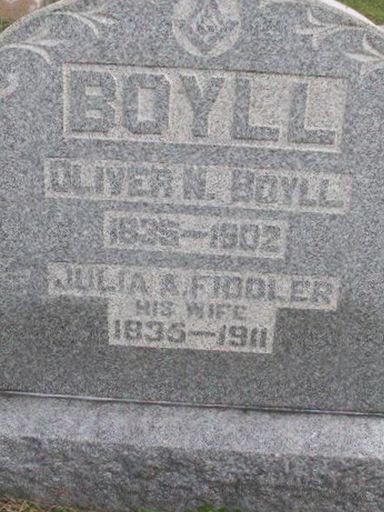 BOYLL
OLIVER N. BOYLL
1835–1902
JULIA A. FIDDLER
HIS WIFE
1835–1911